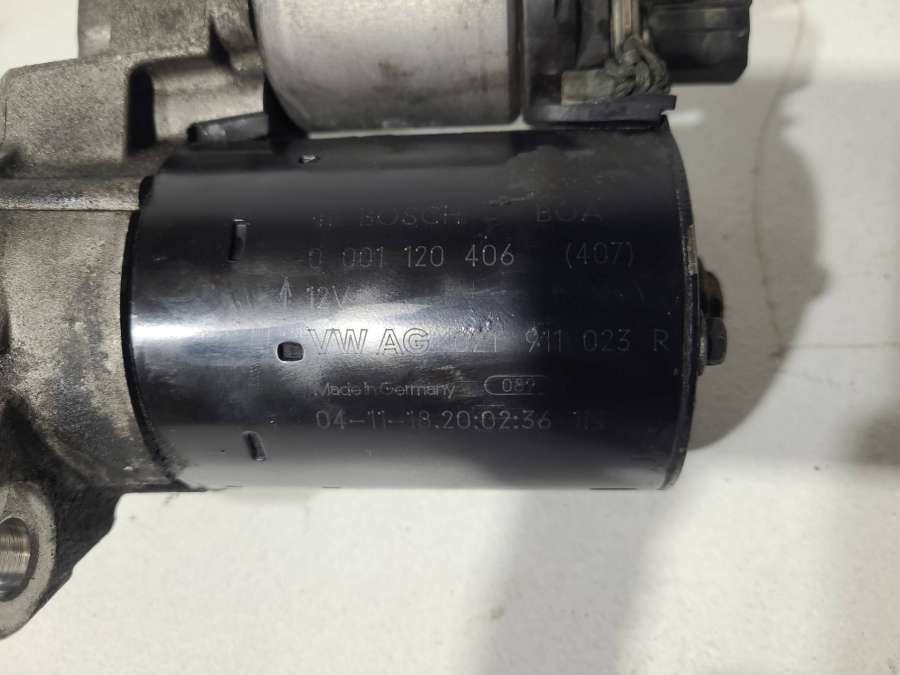 BOSCH BOA
0 001 120 406 (407)
12V
VW AG 021 911 023 R
Made in Germany 082
04-11-18.20:02:36